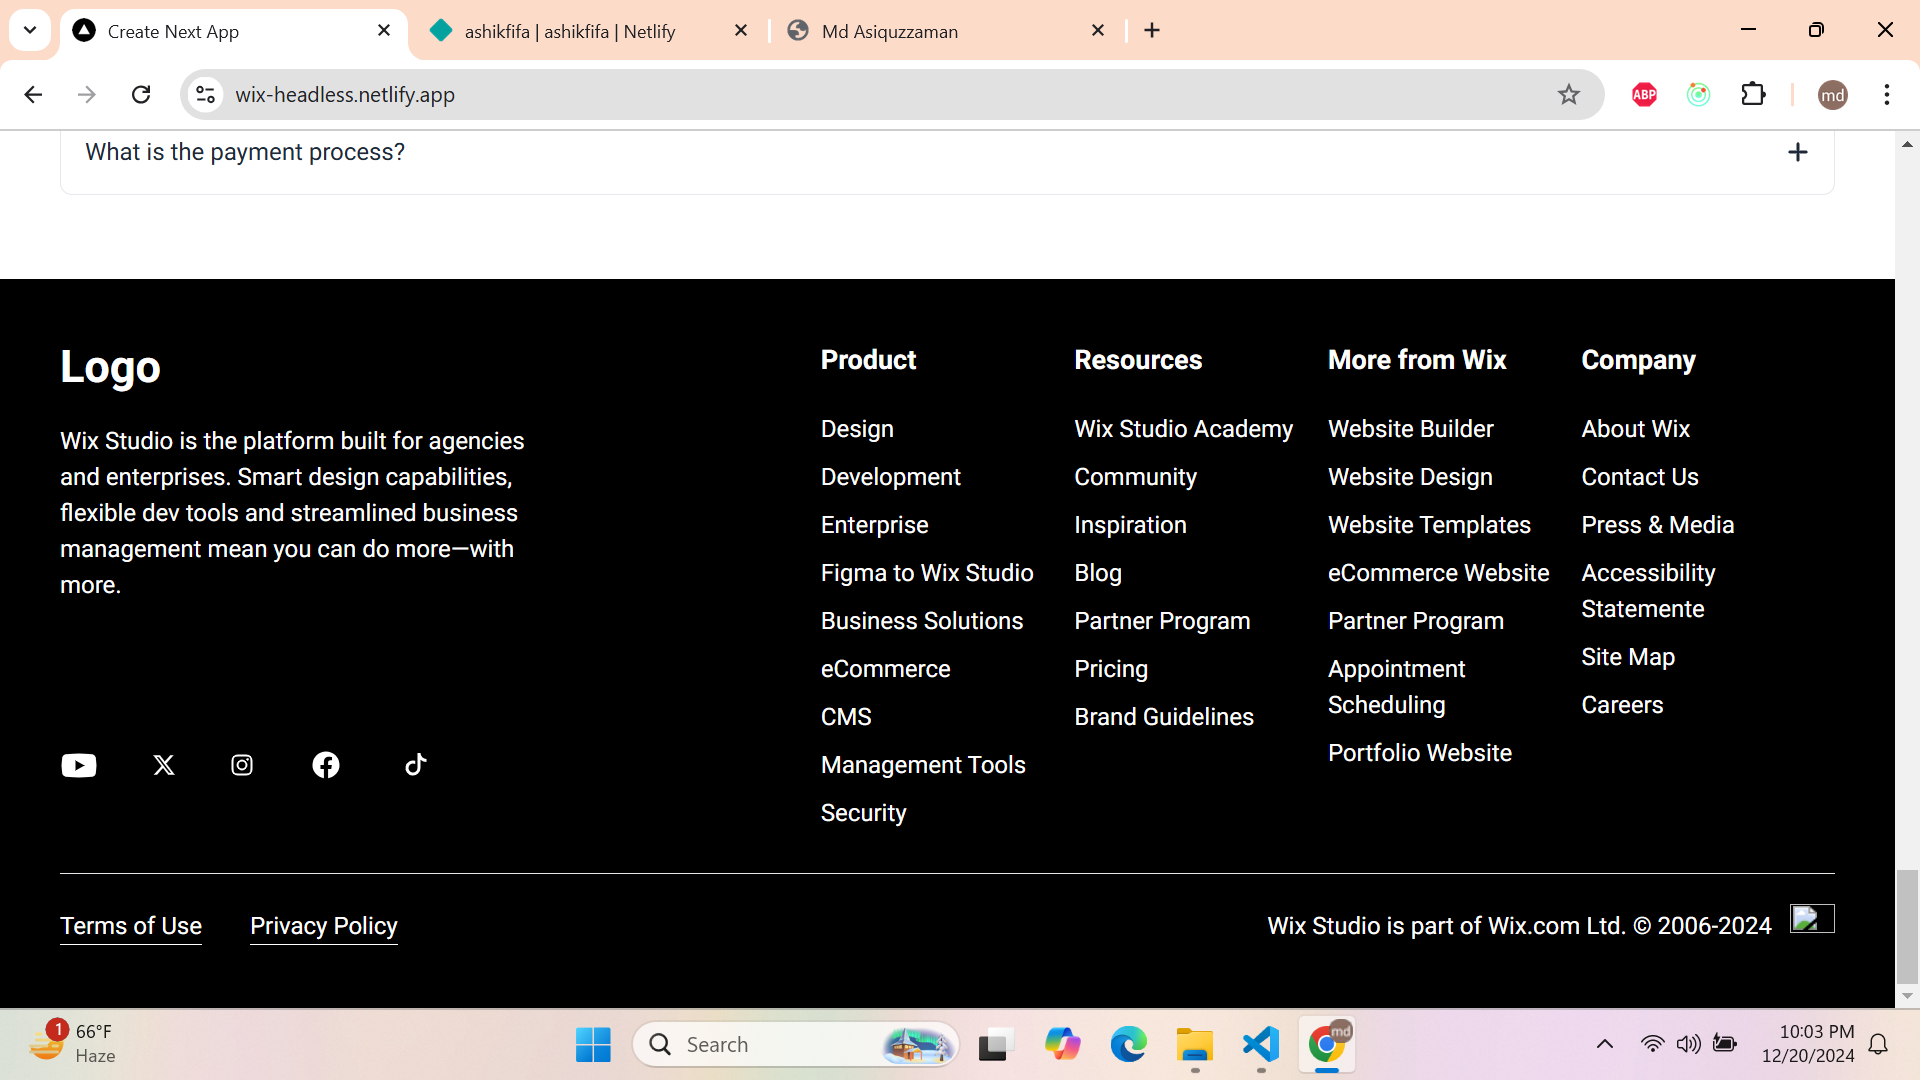 Create Next App
ashikfifa | ashikfifa | Netlify
Md Asiquzzaman
wix-headless.netlify.app
ABP
md
What is the payment process?
Logo
Wix Studio is the platform built for agencies
and enterprises. Smart design capabilities,
flexible dev tools and streamlined business
management mean you can do more—with
more.
Product
Design
Development
Enterprise
Figma to Wix Studio
Business Solutions
eCommerce
CMS
Management Tools
Security
Resources
Wix Studio Academy
Community
Inspiration
Blog
Partner Program
Pricing
Brand Guidelines
More from Wix
Website Builder
Website Design
Website Templates
eCommerce Website
Partner Program
Appointment
Scheduling
Portfolio Website
Company
About Wix
Contact Us
Press & Media
Accessibility
Statemente
Site Map
Careers
Terms of Use
Privacy Policy
Wix Studio is part of Wix.com Ltd. © 2006-2024
1
66°F
Haze
Search
md
10:03 PM
12/20/2024